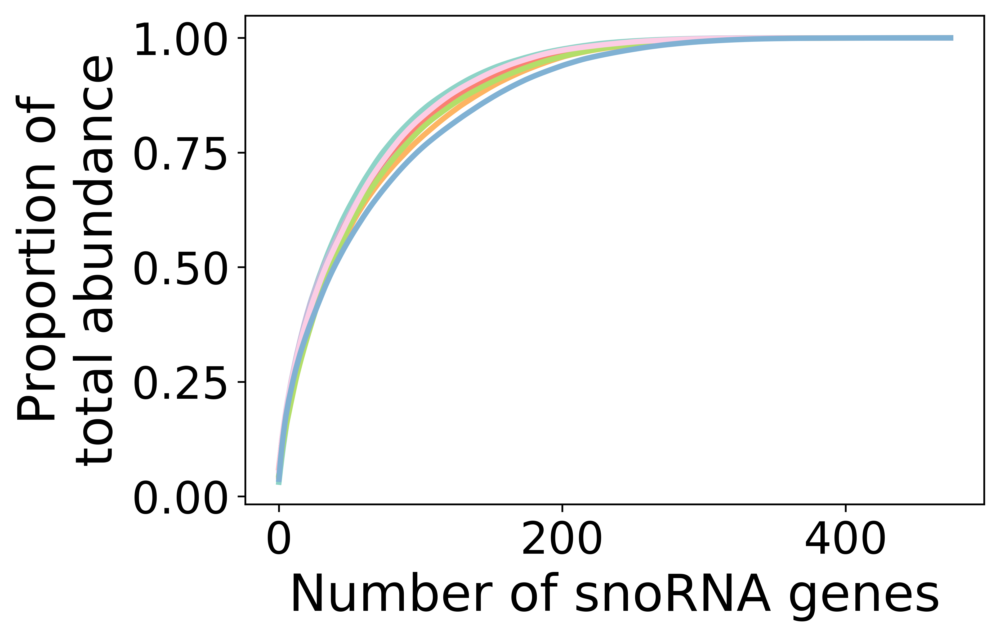 Proportion of
total abundance
1.00
0.75
0.50
0.25
0.00
0 200 400
Number of snoRNA genes